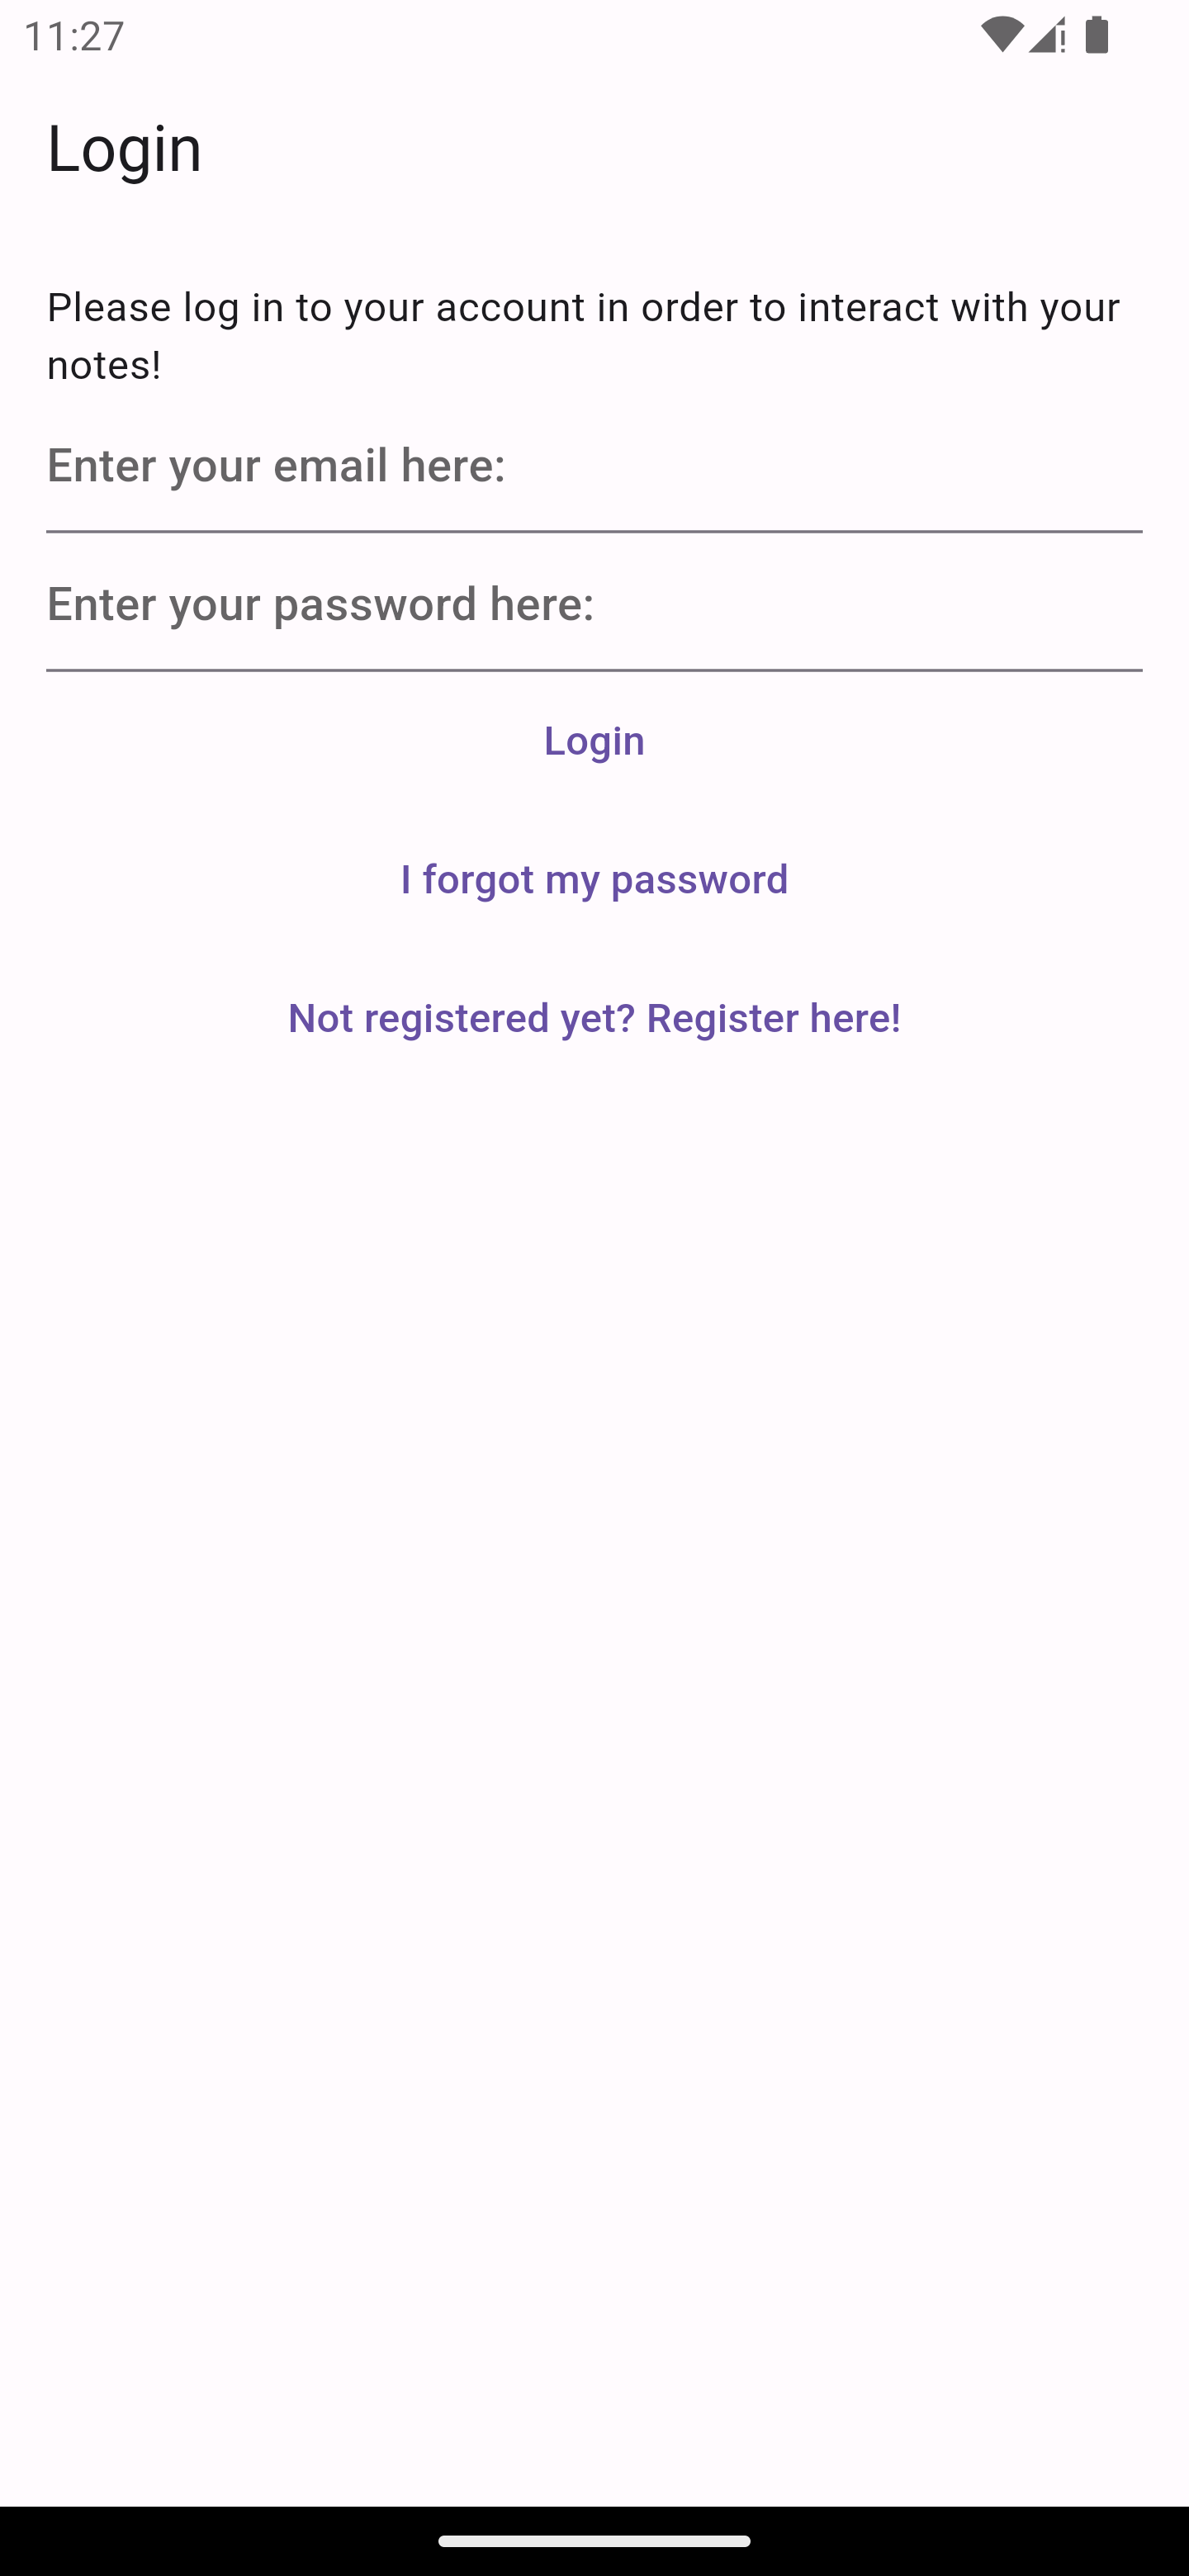 11:27
Login
Please log in to your account in order to interact with your
notes!
Enter your email here:
Enter your password here:
Login
I forgot my password
Not registered yet? Register here!